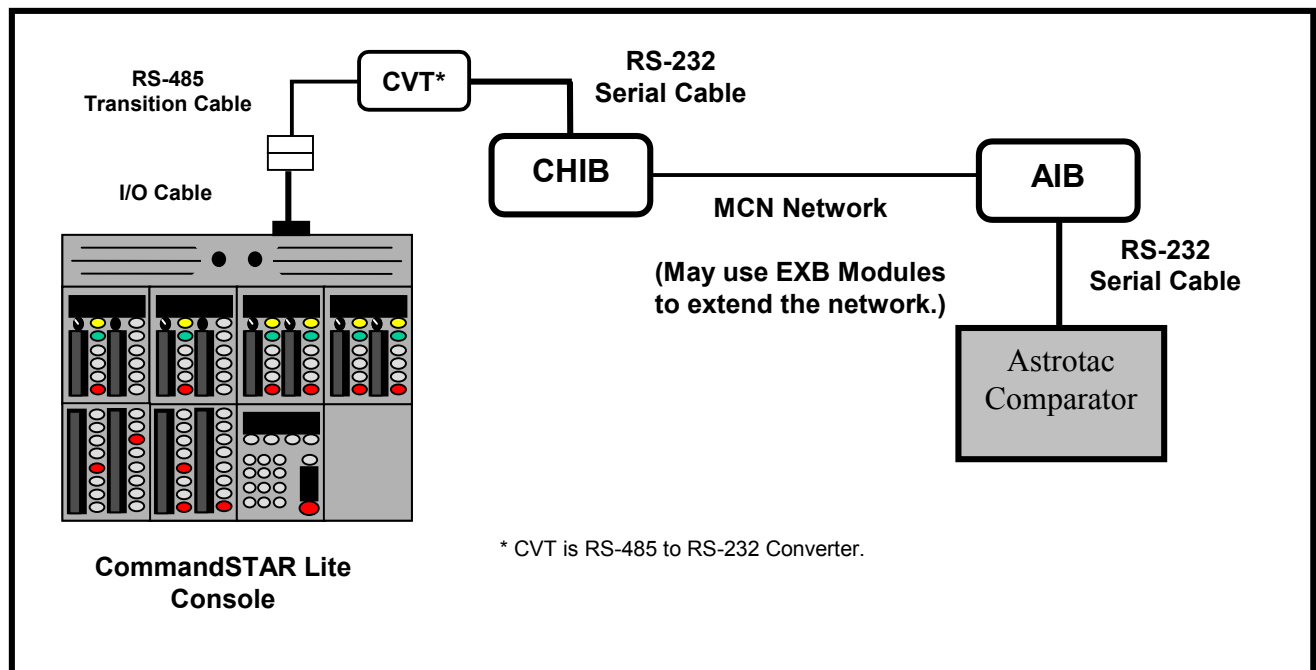 RS-485
Transition Cable
CVT*
RS-232
Serial Cable
CHIB
AIB
I/O Cable
MCN Network
(May use EXB Modules
to extend the network.)
RS-232
Serial Cable
Astrotac
Comparator
* CVT is RS-485 to RS-232 Converter.
CommandSTAR Lite
Console